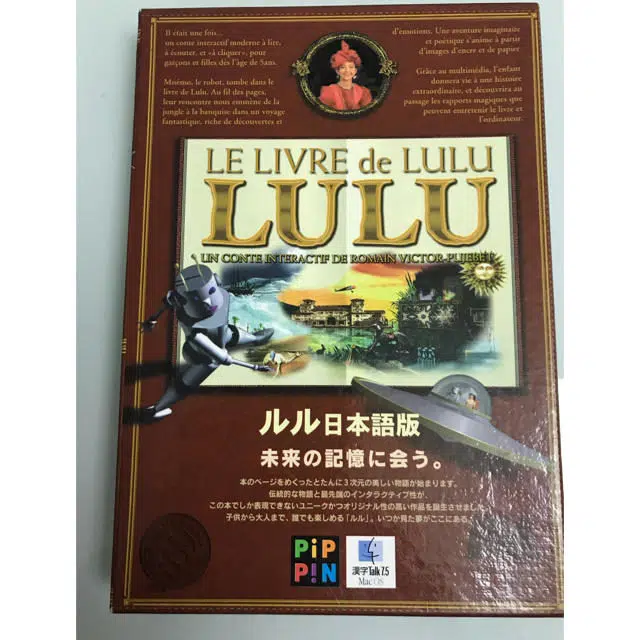 Il était une fois...
un conte interactif moderne à lire,
à écouter, et «à cliquer», pour
garçons et filles dès l'âge de 5ans.
Mnémo, le robot, tombe dans le
livre de Lulu. Au fil des pages,
leur rencontre nous emmène de la
jungle à la banquise dans un voyage
fantastique, riche de découvertes et
d'émotions. Une aventure imaginaire
et poétique s'anime à partir
d'images d'encre et de papier
Grâce au multimédia, l'enfant
donnera vie à une histoire
extraordinaire, et découvrira au
passage les rapports magiques que
peuvent entretenir le livre et
l'ordinateur.
LE LIVRE de LULU
LULU
UN CONTE INTERACTIF DE ROMAIN VICTOR-PUJEBET
ルル日本語版
未来の記憶に会う。
本のページをめくったとたんに3次元の美しい物語が始まります。
伝統的な物語と最先端のインタラクティブ性が、
この本でしか表現できないユニークかつオリジナル性の高い作品を誕生させました。
子供から大人まで、誰でも楽しめる「ルル」。いつか見た夢がここにある。
PiP
P!N
漢字Talk 7.5
MacOS